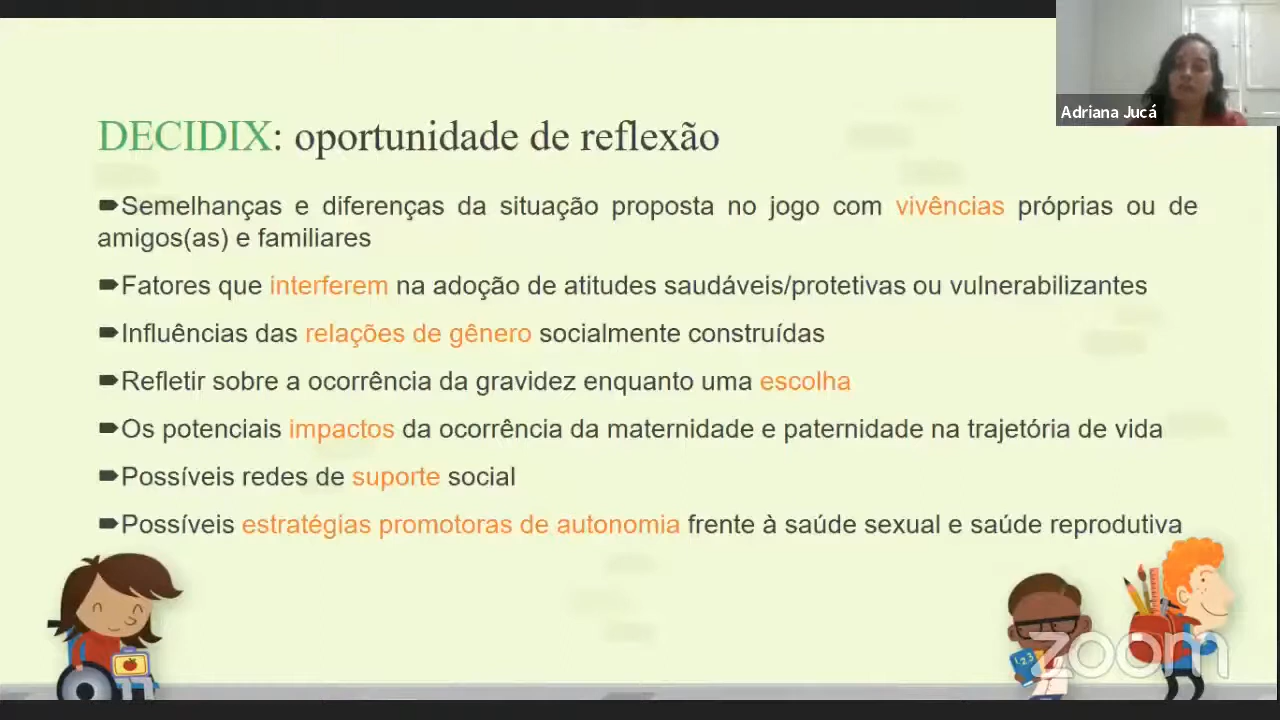 Adriana Jucá
DECIDIX: oportunidade de reflexão
Semelhanças e diferenças da situação proposta no jogo com vivências próprias ou de
amigos(as) e familiares
Fatores que interferem na adoção de atitudes saudáveis/protetivas ou vulnerabilizantes
Influências das relações de gênero socialmente construídas
Refletir sobre a ocorrência da gravidez enquanto uma escolha
Os potenciais impactos da ocorrência da maternidade e paternidade na trajetória de vida
Possíveis redes de suporte social
Possíveis estratégias promotoras de autonomia frente à saúde sexual e saúde reprodutiva
1 2 3
zoom